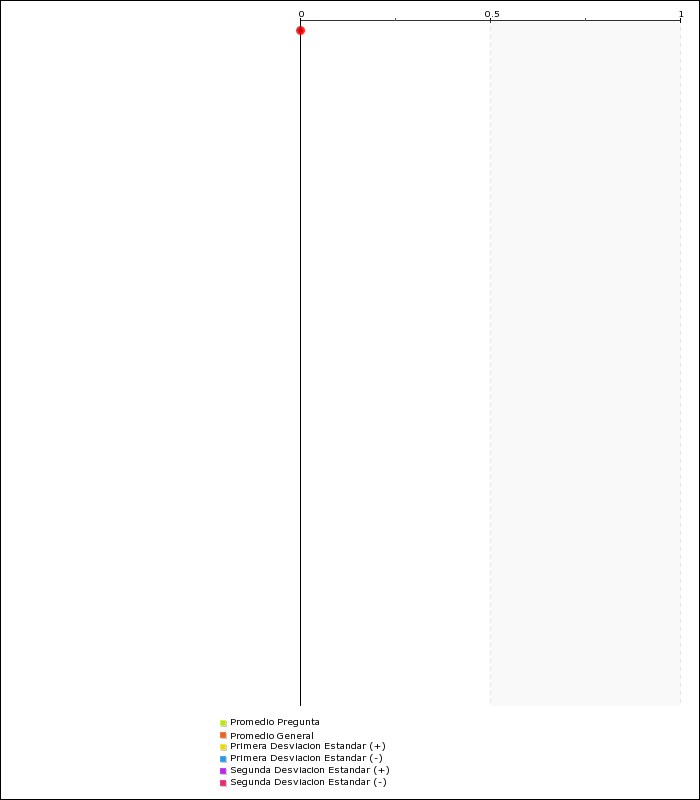 0 0.5 1
Promedio Pregunta
Promedio General
Primera Desviacion Estandar (+)
Primera Desviacion Estandar (-)
Segunda Desviacion Estandar (+)
Segunda Desviacion Estandar (-)